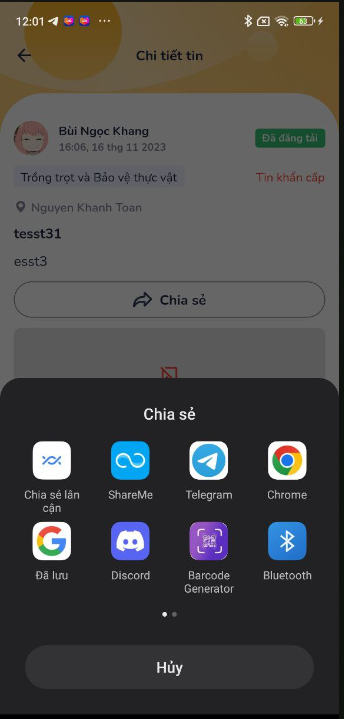 12:01
63
Chi tiết tin
Bùi Ngọc Khang
Đã đăng tải
16:06, 16 thg 11 2023
Trồng trọt và Bảo vệ thực vật
Tin khẩn cấp
Nguyen Khanh Toan
tesst31
esst3
Chia sẻ
Chia sẻ
Chia sẻ lân
cận
ShareMe
Telegram
Chrome
Đã lưu
Discord
Barcode
Generator
Bluetooth
Hủy